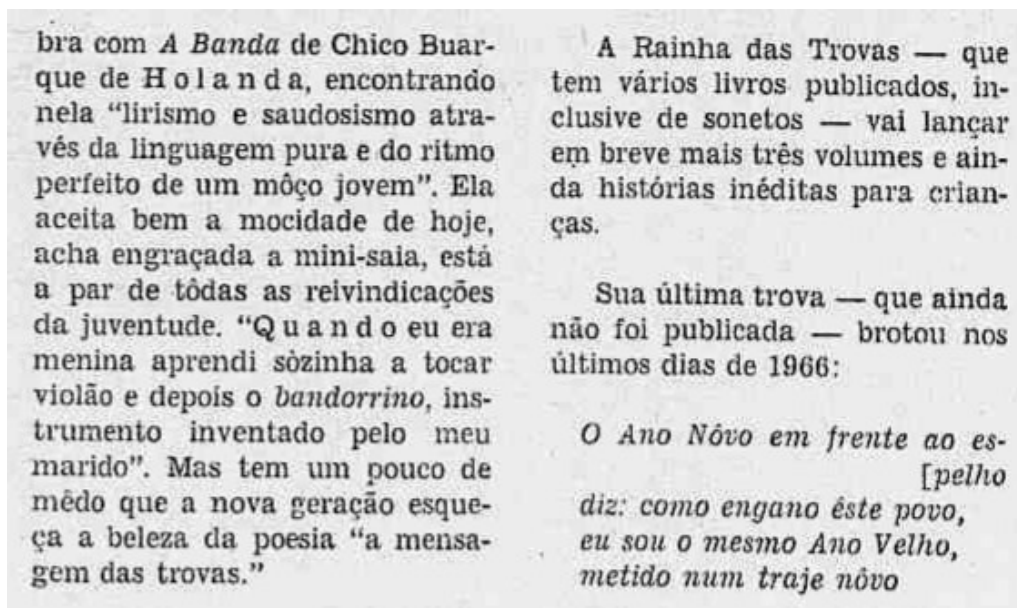 bra com A Banda de Chico Buar-
que de Holanda, encontrando
nela “lirismo e saudosismo atra-
vés da linguagem pura e do ritmo
perfeito de um môço jovem”. Ela
aceita bem a mocidade de hoje,
acha engraçada a mini-saia, está
a par de tôdas as reivindicações
da juventude. “Quando eu era
menina aprendi sòzinha a tocar
violão e depois o bandorrino, ins-
trumento inventado pelo meu
marido”. Mas tem um pouco de
mêdo que a nova geração esque-
ça a beleza da poesia “a mensa-
gem das trovas.”
A Rainha das Trovas — que
tem vários livros publicados, in-
clusive de sonetos — vai lançar
em breve mais três volumes e ain-
da histórias inéditas para crian-
ças.
Sua última trova — que ainda
não foi publicada — brotou nos
últimos dias de 1966:
O Ano Nôvo em frente ao es-
[pelho
diz: como engano êste povo,
eu sou o mesmo Ano Velho,
metido num traje nôvo